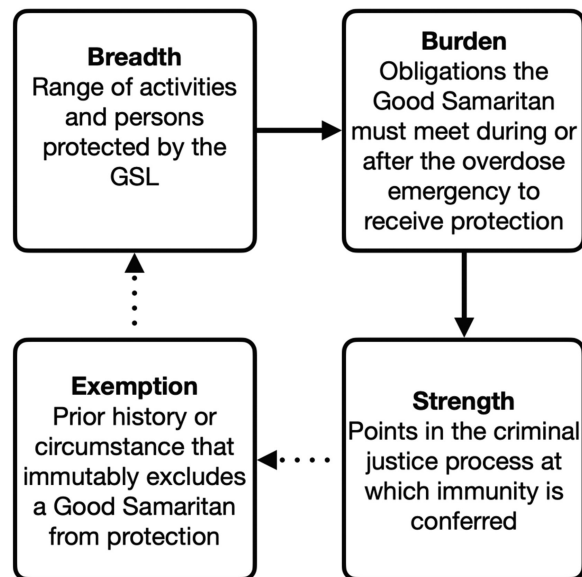 Breadth
Range of activities
and persons
protected by the
GSL
Burden
Obligations the
Good Samaritan
must meet during or
after the overdose
emergency to
receive protection
Exemption
Prior history or
circumstance that
immutably excludes
a Good Samaritan
from protection
Strength
Points in the criminal
justice process at
which immunity is
conferred